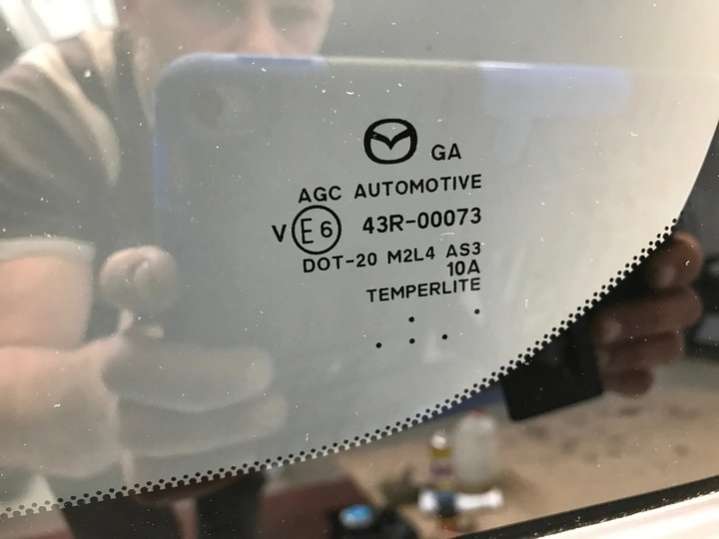 GA
AGC AUTOMOTIVE
V E6 43R-00073
DOT-20 M2L4 AS3
10A
TEMPERLITE